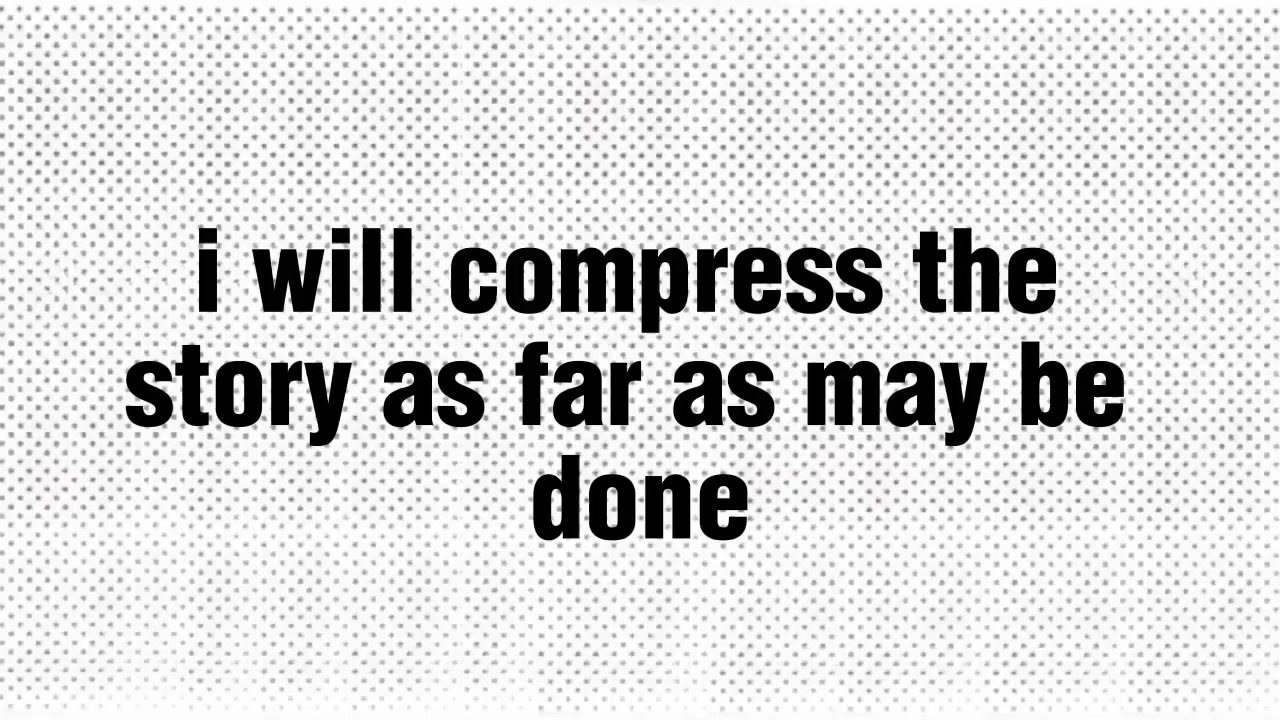 i will compress the
story as far as may be
done